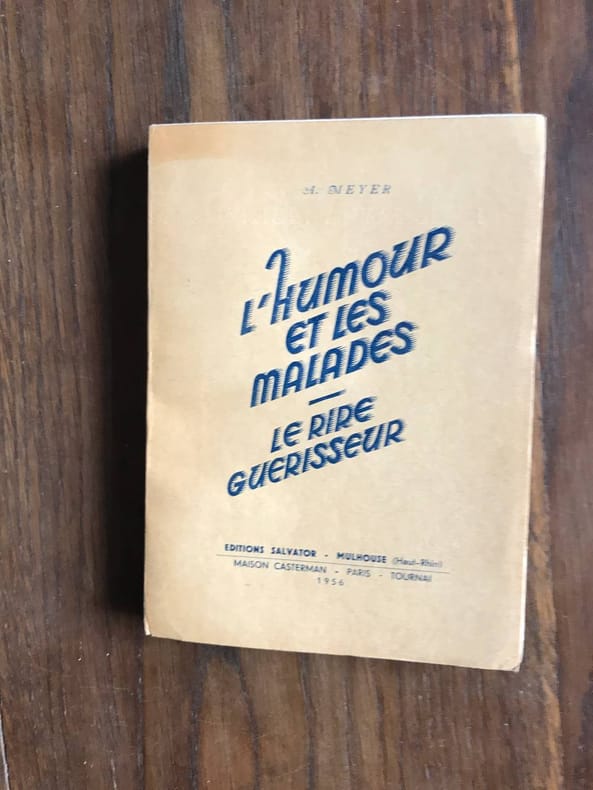 A. MEYER
L'HUMOUR
ET LES
MALADES
—
LE RIRE
GUERISSEUR
EDITIONS SALVATOR - MULHOUSE (Haut-Rhin)
MAISON CASTERMAN - PARIS - TOURNAI
1956